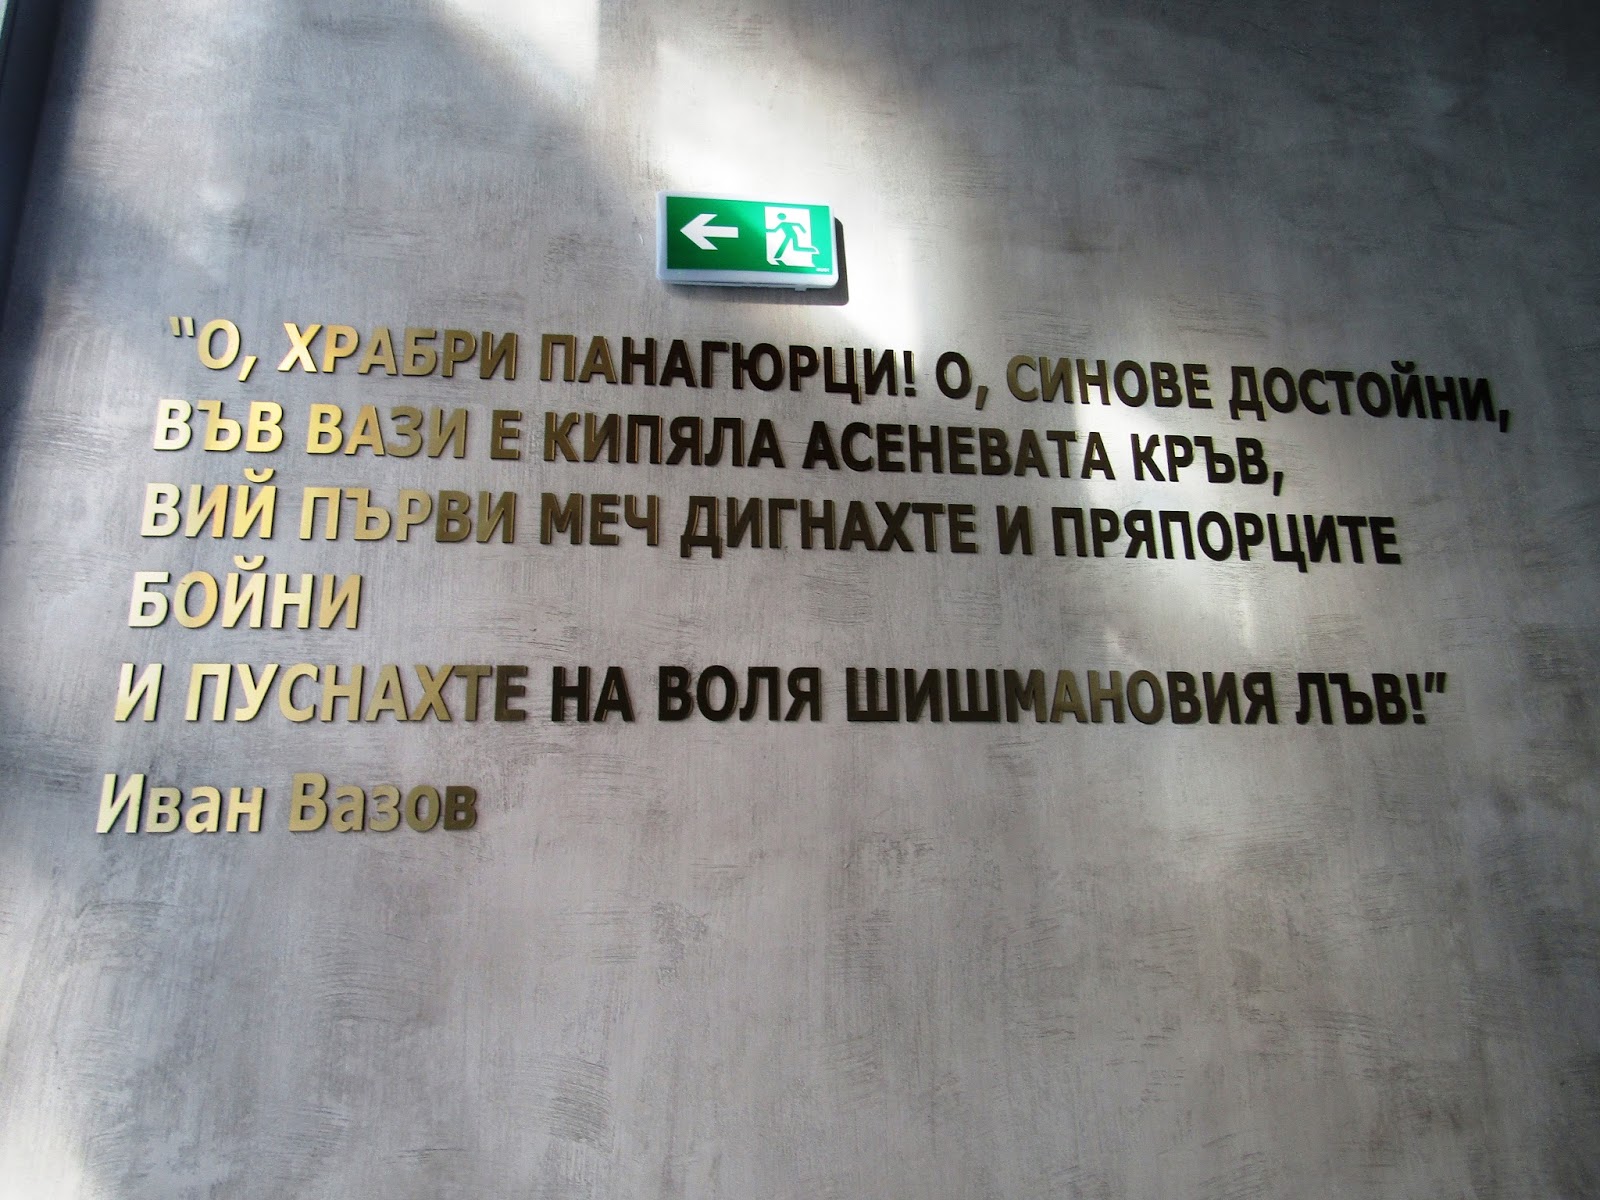 “О, ХРАБРИ ПАНАГЮРЦИ! О, СИНОВЕ ДОСТОЙНИ,
ВЪВ ВАЗИ Е КИПЯЛА АСЕНЕВАТА КРЪВ,
ВИЙ ПЪРВИ МЕЧ ДИГНАХТЕ И ПРЯПОРЦИТЕ
БОЙНИ
И ПУСНАХТЕ НА ВОЛЯ ШИШМАНОВИЯ ЛЪВ!”
Иван Вазов